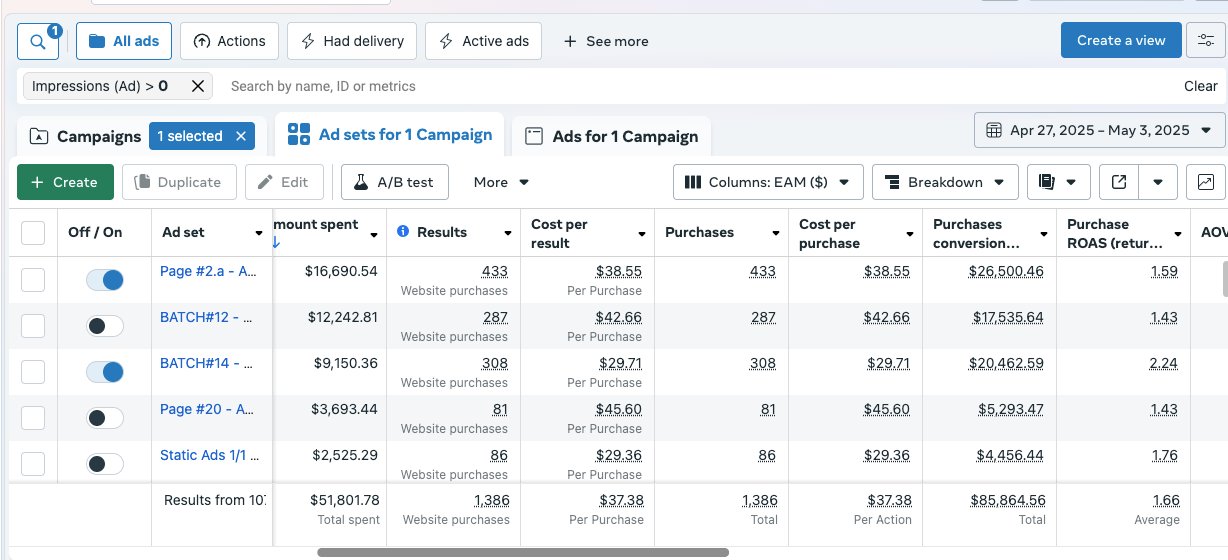 1
All ads
Actions
Had delivery
Active ads
+ See more
Create a view
Impressions (Ad) > 0
Search by name, ID or metrics
Clear
Campaigns
1 selected
Ad sets for 1 Campaign
Ads for 1 Campaign
Apr 27, 2025 – May 3, 2025
+ Create
Duplicate
Edit
A/B test
More
Columns: EAM ($)
Breakdown
Off / On Ad set mount spent ↓ Results Cost per result Purchases Cost per purchase Purchases conversion... Purchase ROAS (retur... AOV
Page #2.a - A... $16,690.54 433 $38.55 433 $38.55 $26,500.46 1.59
Website purchases Per Purchase
BATCH#12 - ... $12,242.81 287 $42.66 287 $42.66 $17,535.64 1.43
Website purchases Per Purchase
BATCH#14 - ... $9,150.36 308 $29.71 308 $29.71 $20,462.59 2.24
Website purchases Per Purchase
Page #20 - A... $3,693.44 81 $45.60 81 $45.60 $5,293.47 1.43
Website purchases Per Purchase
Static Ads 1/1 ... $2,525.29 86 $29.36 86 $29.36 $4,456.44 1.76
Website purchases Per Purchase
Results from 10 $51,801.78 1,386 $37.38 1,386 $37.38 $85,864.56 1.66
Total spent Website purchases Per Purchase Total Per Action Total Average